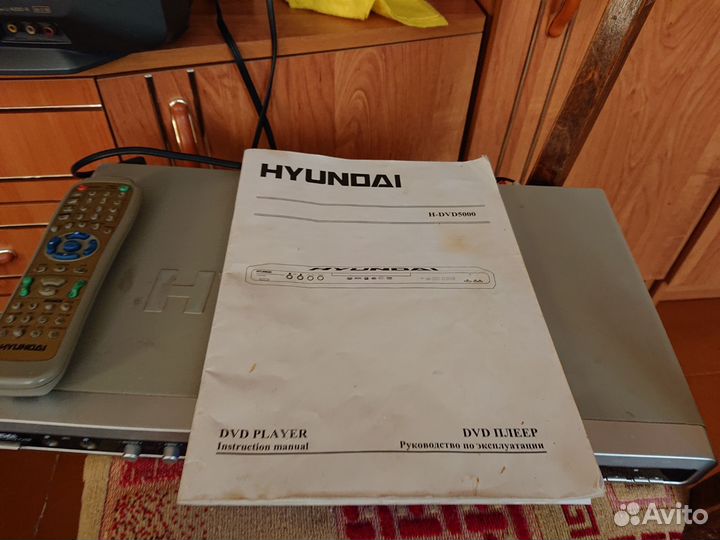 HYUNDAI
H-DVD5000
HYUNDAI
H
HYUNDAI
DVD PLAYER
Instruction manual
DVD ПЛЕЕР
Руководство по эксплуатации
Avito